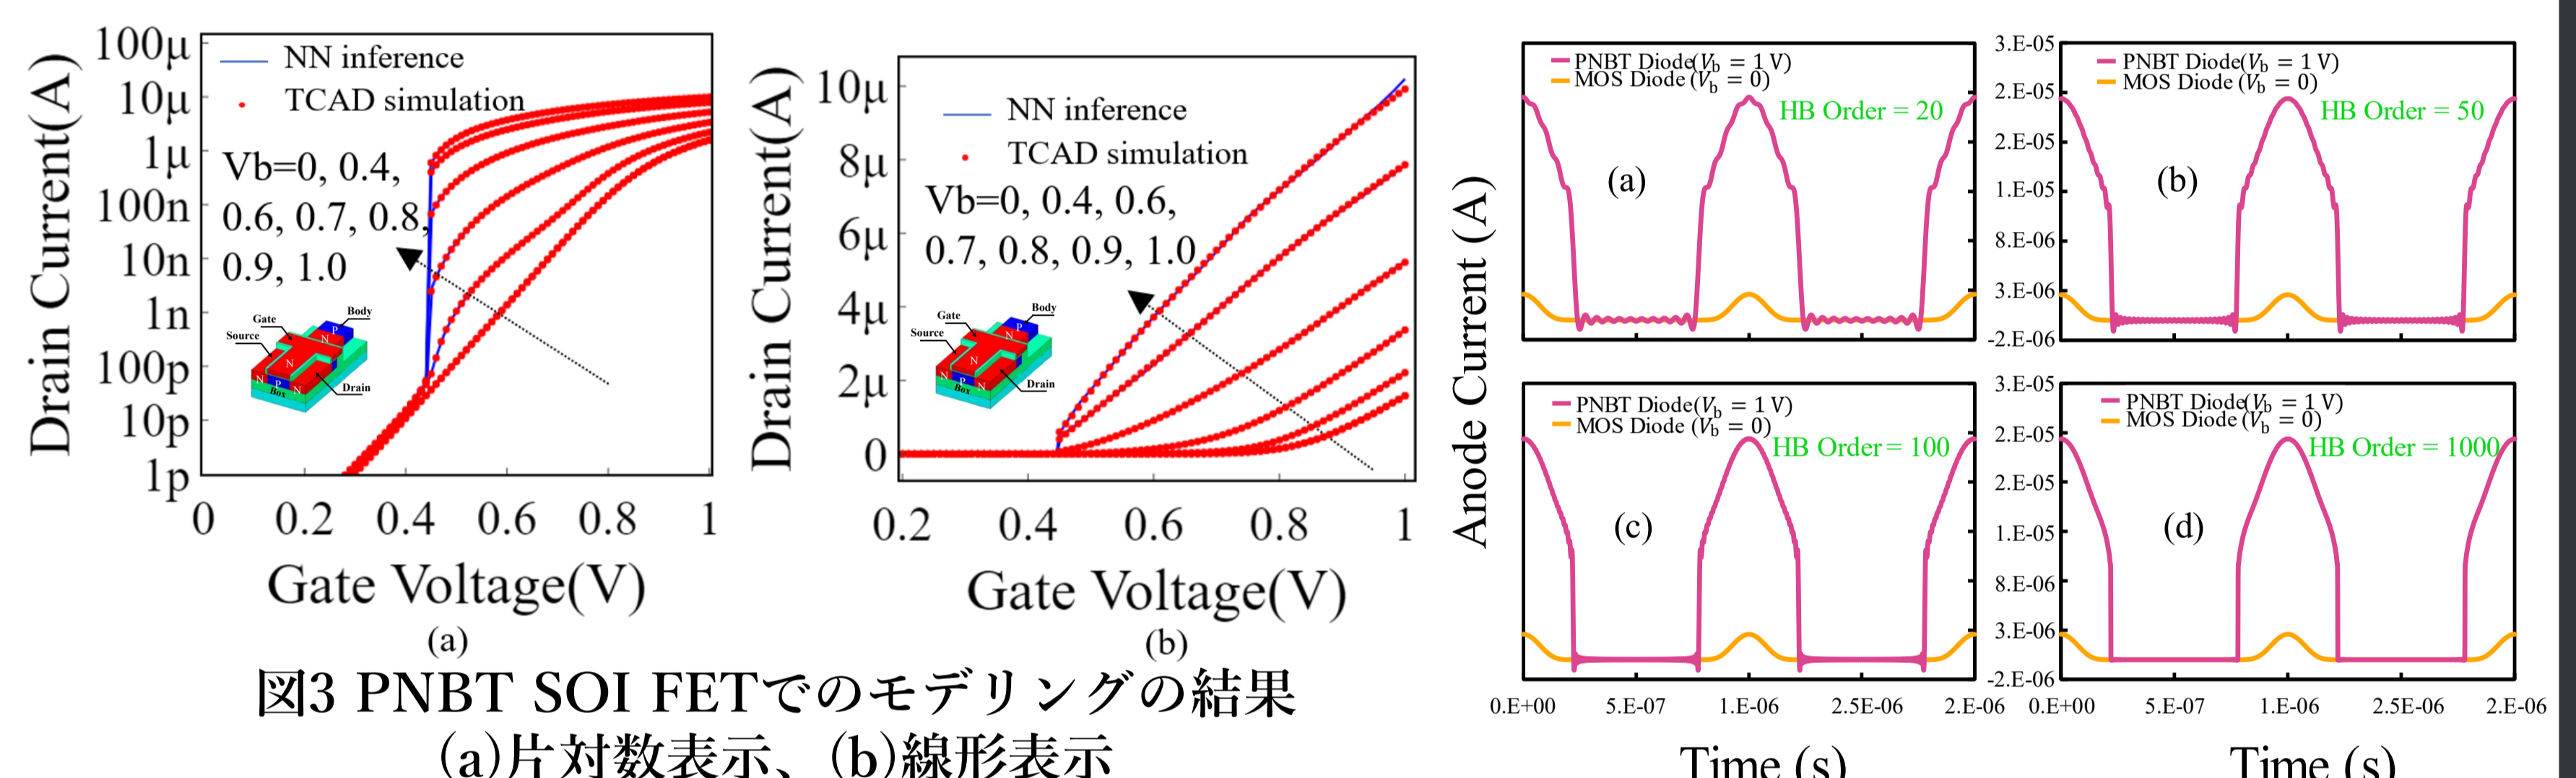 Drain Current(A)
100μ
10μ
1μ
100n
10n
1n
100p
10p
1p
NN inference
TCAD simulation
Vb=0, 0.4,
0.6, 0.7, 0.8,
0.9, 1.0
Gate
Body
Source
P
N
N
N
P
N
Box
Drain
0 0.2 0.4 0.6 0.8 1
Gate Voltage(V)
(a)
Drain Current(A)
10μ
8μ
6μ
4μ
2μ
0
NN inference
TCAD simulation
Vb=0, 0.4, 0.6,
0.7, 0.8, 0.9, 1.0
Gate
Body
Source
P
N
N
N
P
N
Box
Drain
0.2 0.4 0.6 0.8 1
Gate Voltage(V)
(b)
図3 PNBT SOI FETでのモデリングの結果
(a)片対数表示、(b)線形表示
Anode Current (A)
PNBT Diode(Vb = 1 V)
MOS Diode (Vb = 0)
HB Order = 20
(a)
3.E-05
2.E-05
2.E-05
1.E-05
8.E-06
3.E-06
-2.E-06
PNBT Diode(Vb = 1 V)
MOS Diode (Vb = 0)
HB Order = 50
(b)
PNBT Diode(Vb = 1 V)
MOS Diode (Vb = 0)
HB Order = 100
(c)
0.E+00 5.E-07 1.E-06 2.5E-06 2.E-06
Time (s)
3.E-05
2.E-05
2.E-05
1.E-05
8.E-06
3.E-06
-2.E-06
PNBT Diode(Vb = 1 V)
MOS Diode (Vb = 0)
HB Order = 1000
(d)
0.E+00 5.E-07 1.E-06 2.5E-06 2.E-06
Time (s)